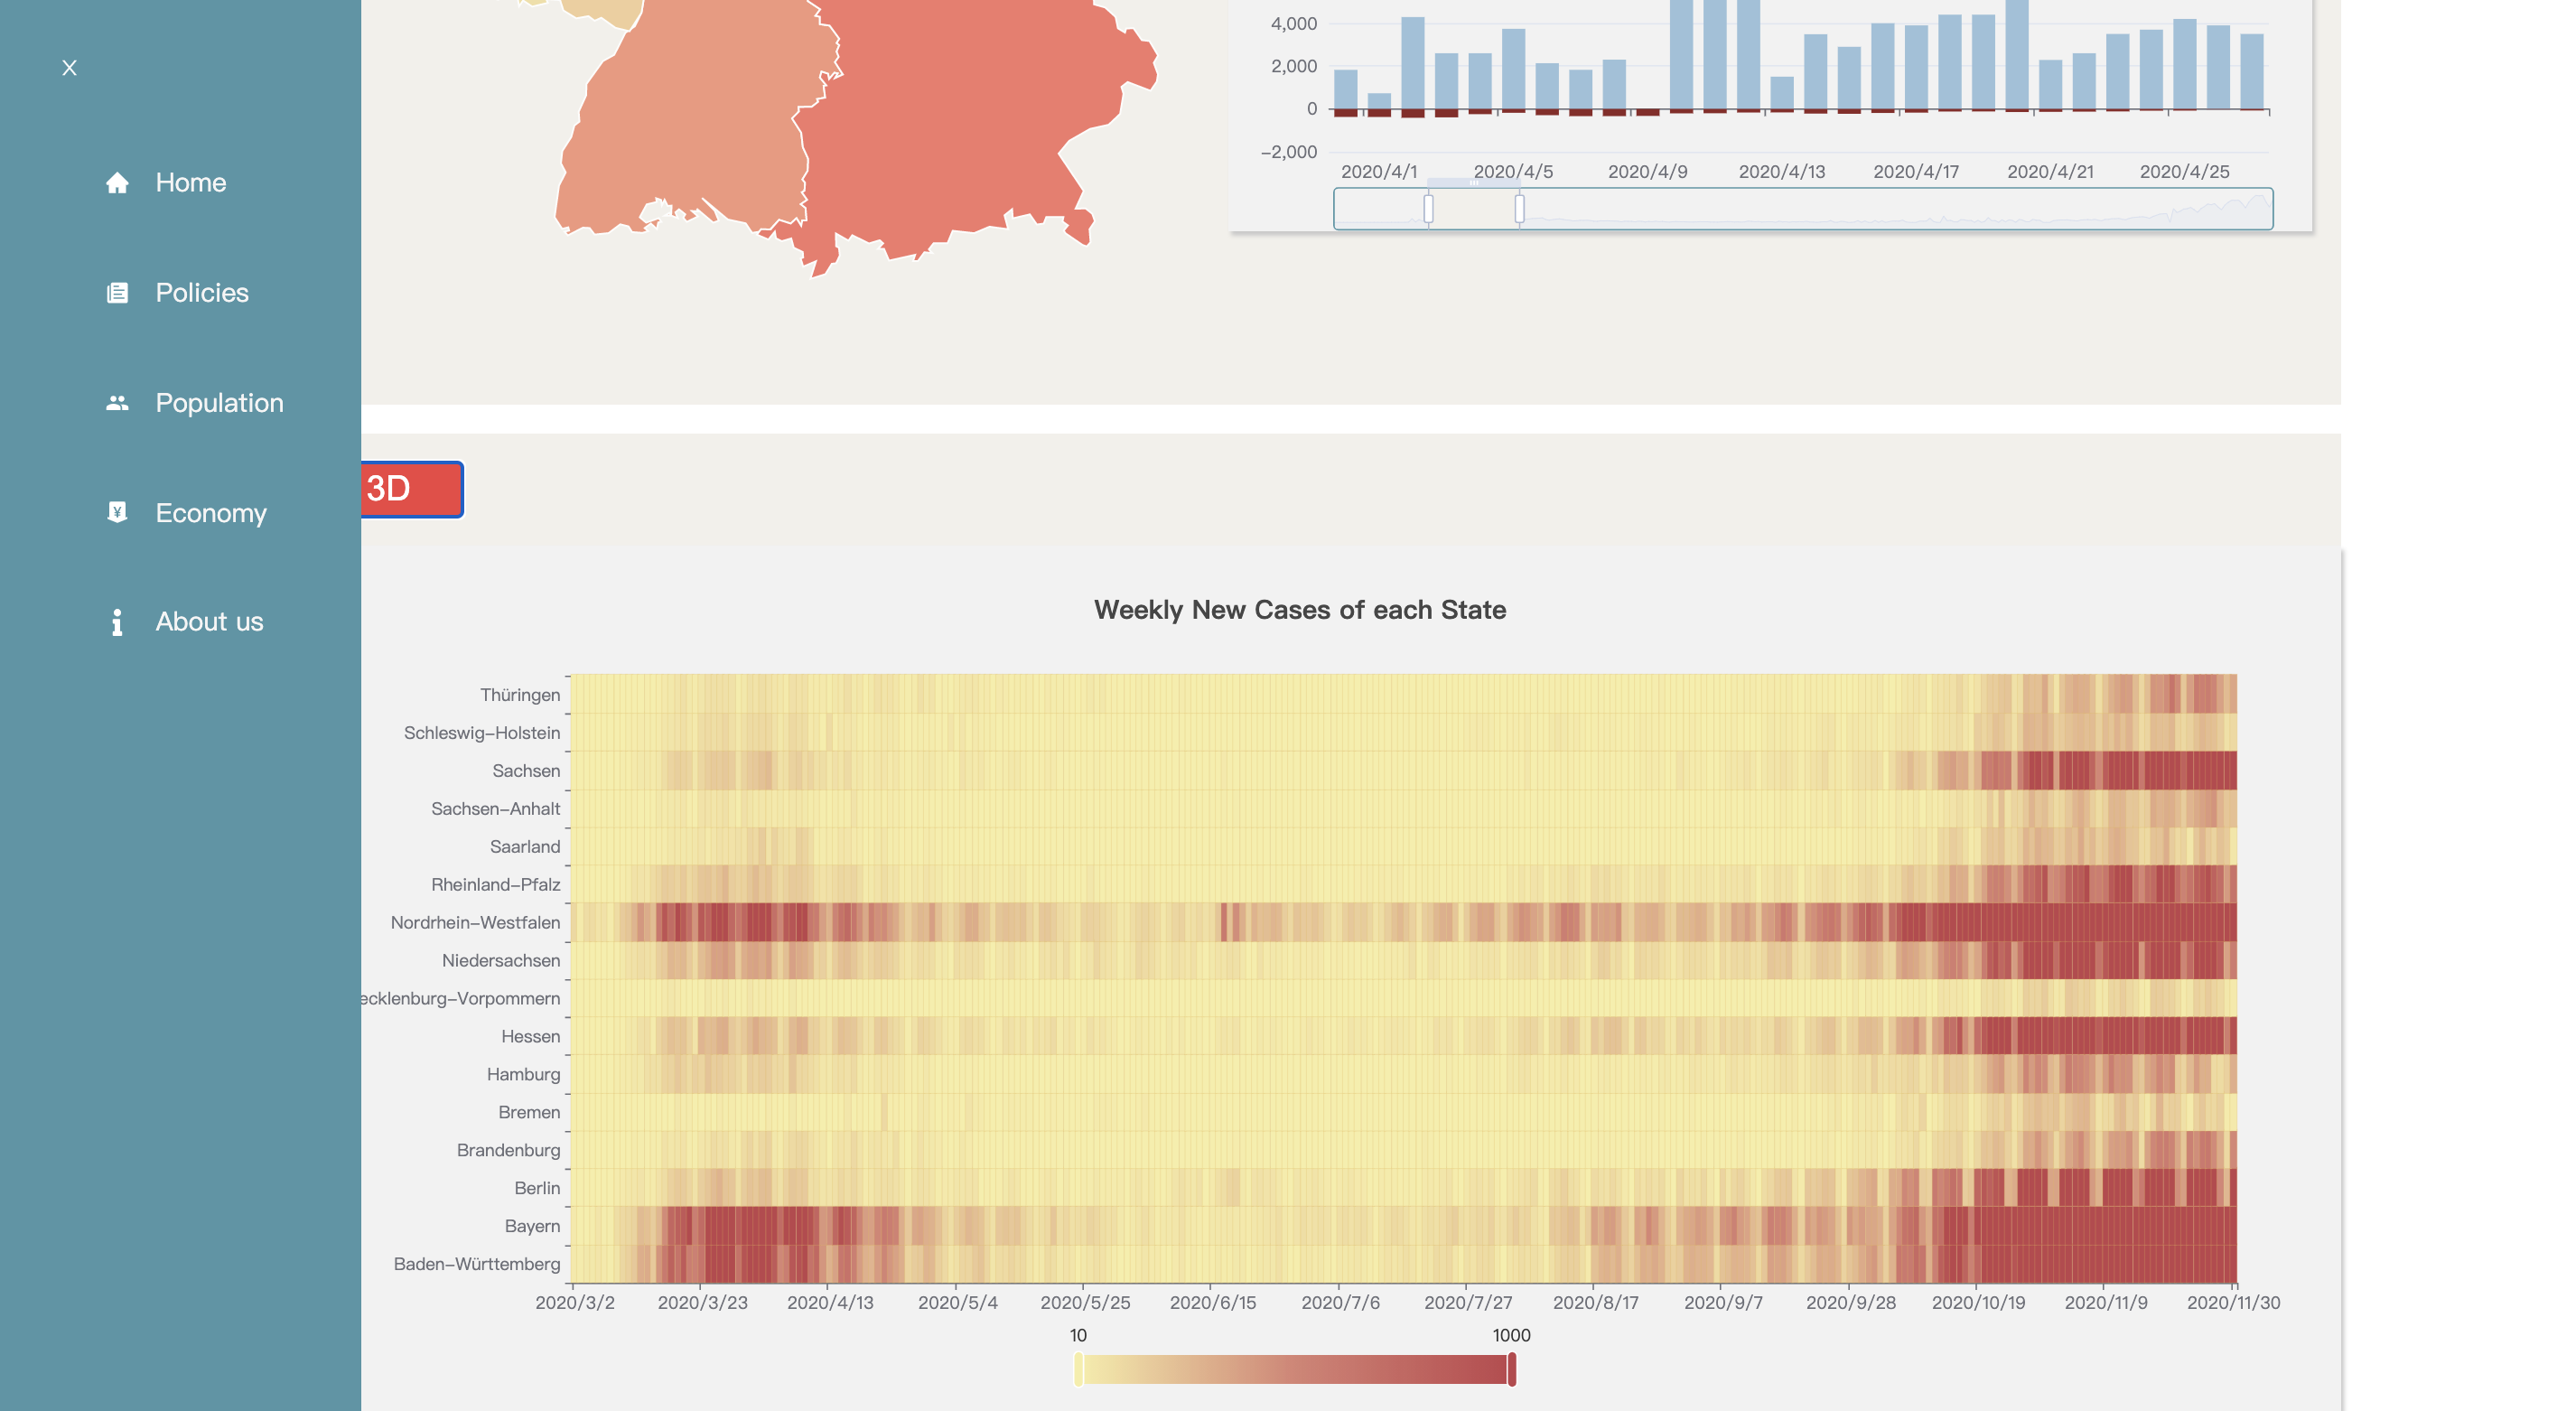 X
Home
Policies
Population
Economy
About us
4,000
2,000
0
−2,000
2020/4/1 2020/4/5 2020/4/9 2020/4/13 2020/4/17 2020/4/21 2020/4/25
3D
Weekly New Cases of each State
Thüringen
Schleswig–Holstein
Sachsen
Sachsen–Anhalt
Saarland
Rheinland–Pfalz
Nordrhein–Westfalen
Niedersachsen
ecklenburg–Vorpommern
Hessen
Hamburg
Bremen
Brandenburg
Berlin
Bayern
Baden–Württemberg
2020/3/2 2020/3/23 2020/4/13 2020/5/4 2020/5/25 2020/6/15 2020/7/6 2020/7/27 2020/8/17 2020/9/7 2020/9/28 2020/10/19 2020/11/9 2020/11/30
10 1000